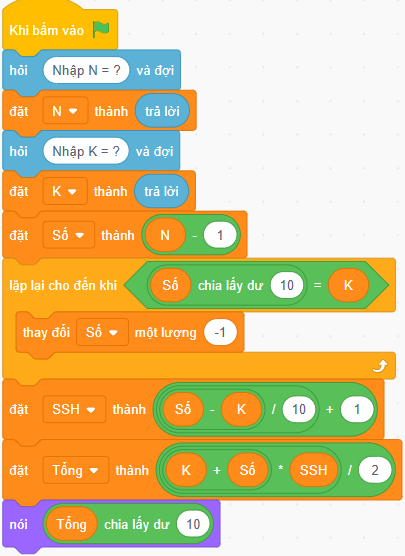 Khi bấm vào
hỏi Nhập N = ? và đợi
đặt N thành trả lời
hỏi Nhập K = ? và đợi
đặt K thành trả lời
đặt Số thành N - 1
lặp lại cho đến khi Số chia lấy dư 10 = K
thay đổi Số một lượng -1
đặt SSH thành Số - K / 10 + 1
đặt Tổng thành K + Số * SSH / 2
nói Tổng chia lấy dư 10